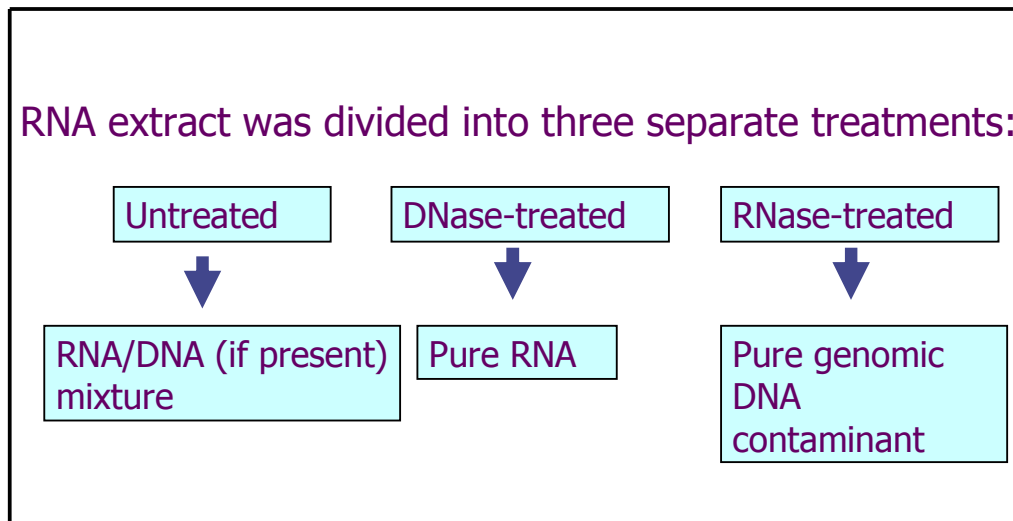 RNA extract was divided into three separate treatments:
Untreated
DNase-treated
RNase-treated
RNA/DNA (if present)
mixture
Pure RNA
Pure genomic
DNA
contaminant